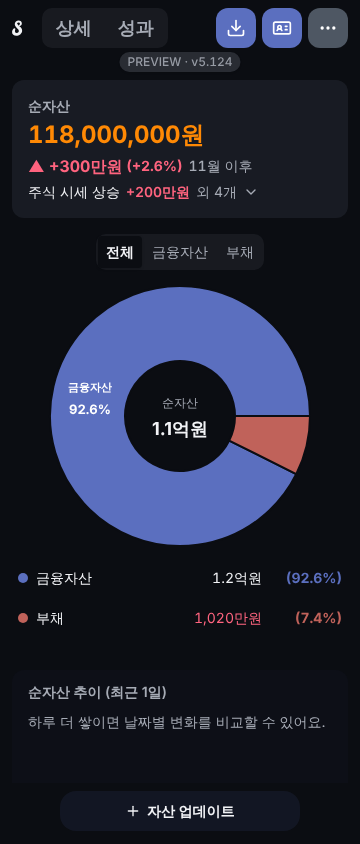 상세 성과
PREVIEW · v5.124
순자산
118,000,000원
▲ +300만원 (+2.6%) 11월 이후
주식 시세 상승 +200만원 외 4개
전체 금융자산 부채
금융자산
92.6%
순자산
1.1억원
금융자산 1.2억원 (92.6%)
부채 1,020만원 (7.4%)
순자산 추이 (최근 1일)
하루 더 쌓이면 날짜별 변화를 비교할 수 있어요.
+ 자산 업데이트